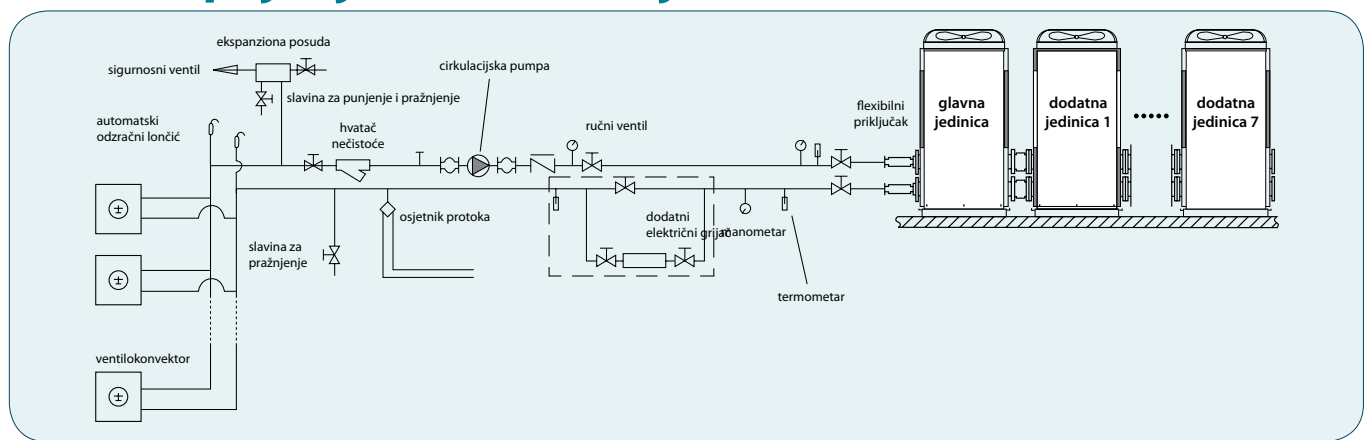 ekspanziona posuda
sigurnosni ventil
cirkulacijska pumpa
slavina za punjenje i pražnjenje
automatski
odzračni lončić
hvatač
nečistoće
ručni ventil
flexibilni
priključak
glavna
jedinica
dodatna
jedinica 1
dodatna
jedinica 7
osjetnik protoka
dodatni
električni grijač
manometar
slavina za
pražnjenje
termometar
ventilokonvektor